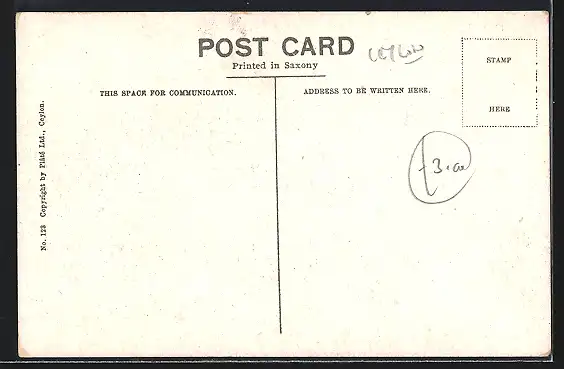 POST CARD
Printed in Saxony
CEYLON
THIS SPACE FOR COMMUNICATION.
ADDRESS TO BE WRITTEN HERE.
STAMP
HERE
No. 123 Copyright by Plâté Ltd., Ceylon.